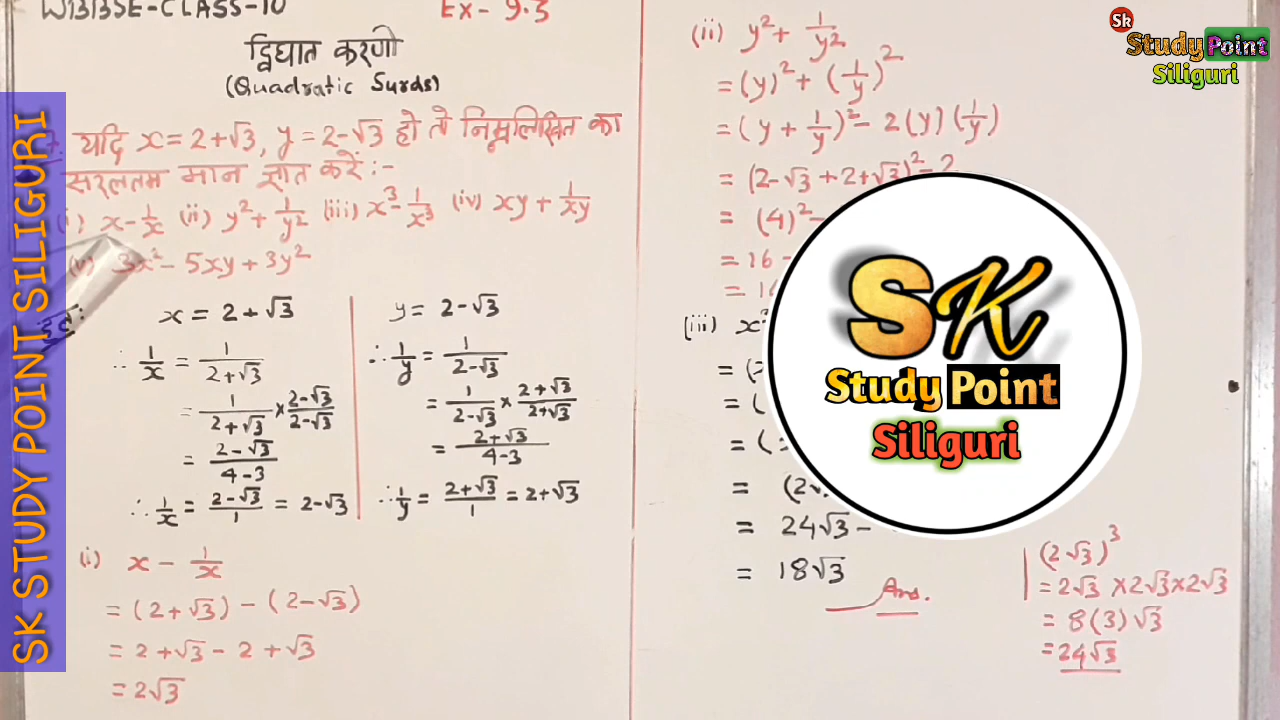 WBBSE-CLASS-10
EX- 9.3
द्विघात करणी
(Quadratic Surds)
7. यदि x = 2+√3, y = 2-√3 हो तो निम्नलिखित का
सरलतम मान ज्ञात करें:-
(i) x - 1/x (ii) y² + 1/y² (iii) x³ - 1/x³ (iv) xy + 1/xy
(v) 3x² - 5xy + 3y²
x = 2 + √3
∴ 1/x = 1/(2+√3)
= 1/(2+√3) × (2-√3)/(2-√3)
= (2-√3)/(4-3)
∴ 1/x = (2-√3)/1 = 2-√3
y = 2-√3
∴ 1/y = 1/(2-√3)
= 1/(2-√3) × (2+√3)/(2+√3)
= (2+√3)/(4-3)
∴ 1/y = (2+√3)/1 = 2+√3
(i) x - 1/x
= (2+√3) - (2-√3)
= 2+√3 - 2 + √3
= 2√3
(ii) y² + 1/y²
= (y)² + (1/y)²
= (y + 1/y)² - 2(y)(1/y)
= (2-√3 + 2+√3)² - 2
= (4)² -
= 16 -
=
(iii)
=
= (
= (
= (2√
= 24√3 -
= 18√3
Ans.
(2√3)³
= 2√3 × 2√3 × 2√3
= 8(3)√3
= 24√3
SK STUDY POINT SILIGURI
Sk
Study Point
Siliguri
SK
Study Point
Siliguri